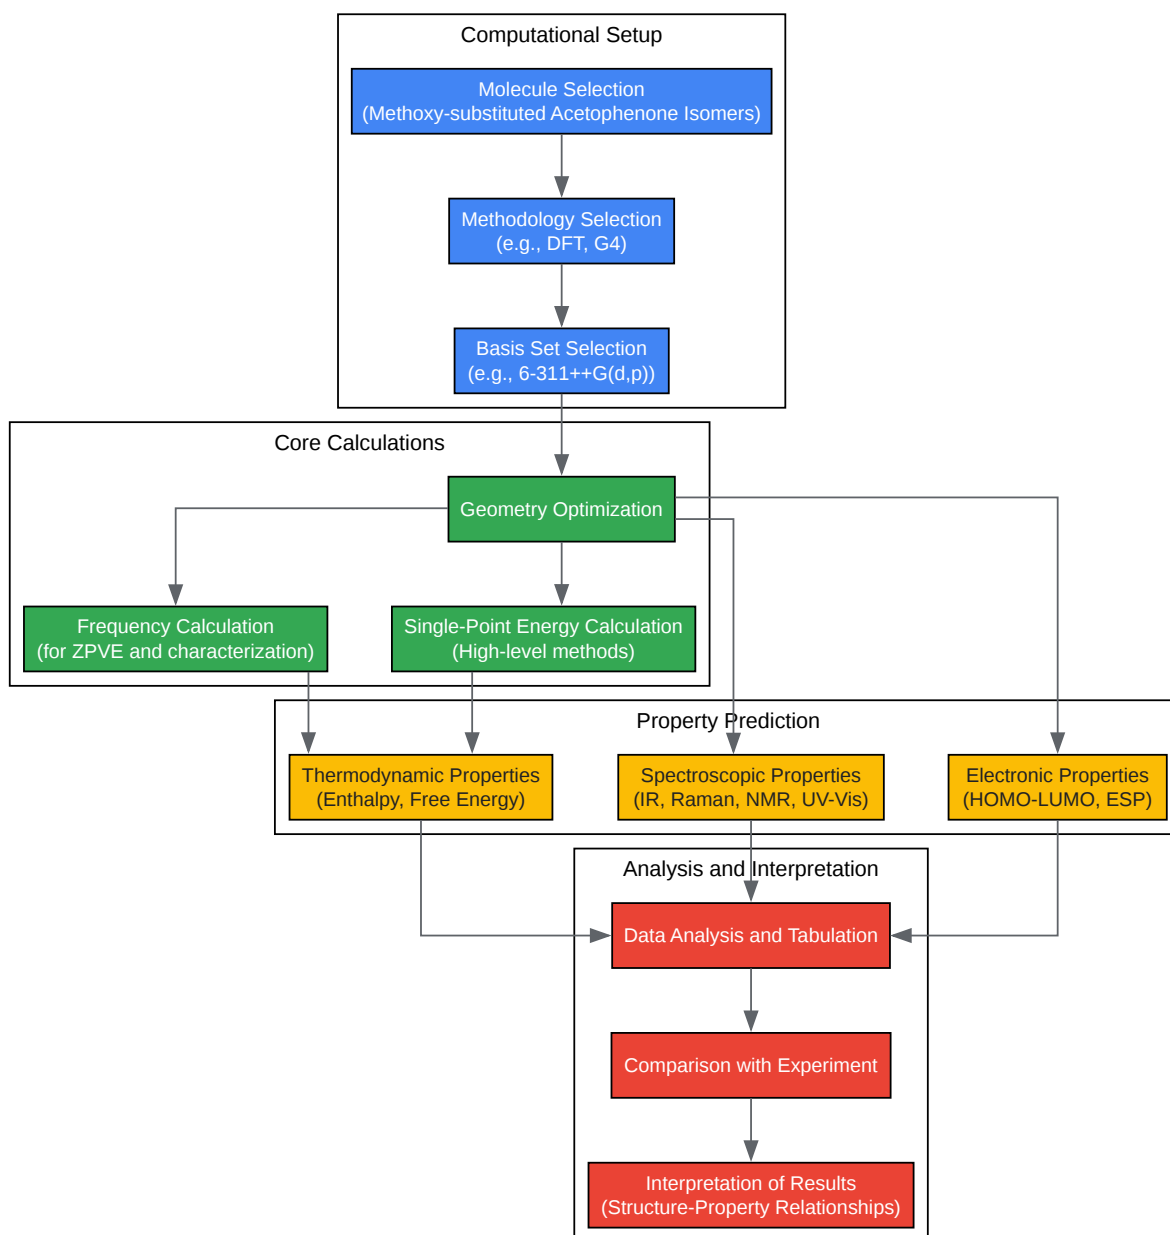 Computational Setup
Molecule Selection
(Methoxy-substituted Acetophenone Isomers)
Methodology Selection
(e.g., DFT, G4)
Basis Set Selection
(e.g., 6-311++G(d,p))
Core Calculations
Geometry Optimization
Frequency Calculation
(for ZPVE and characterization)
Single-Point Energy Calculation
(High-level methods)
Property Prediction
Thermodynamic Properties
(Enthalpy, Free Energy)
Spectroscopic Properties
(IR, Raman, NMR, UV-Vis)
Electronic Properties
(HOMO-LUMO, ESP)
Analysis and Interpretation
Data Analysis and Tabulation
Comparison with Experiment
Interpretation of Results
(Structure-Property Relationships)